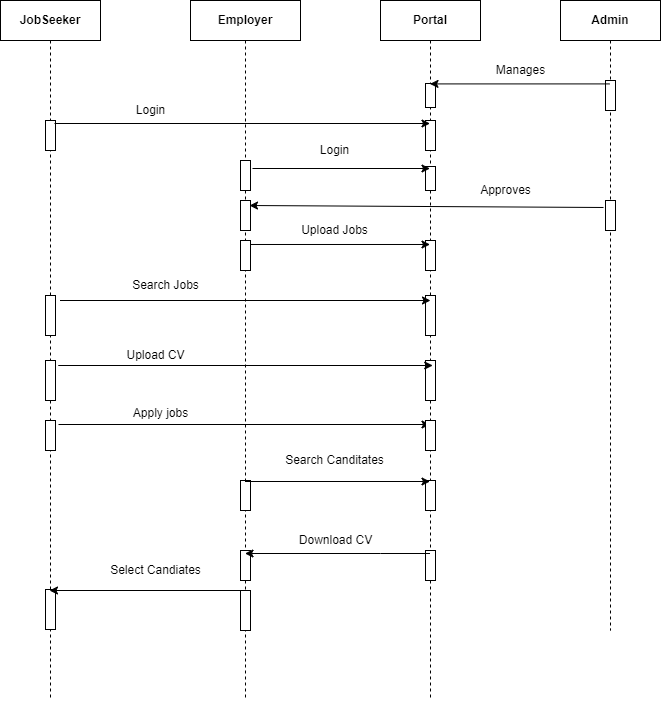 JobSeeker
Employer
Portal
Admin
Manages
Login
Login
Approves
Upload Jobs
Search Jobs
Upload CV
Apply jobs
Search Canditates
Download CV
Select Candiates